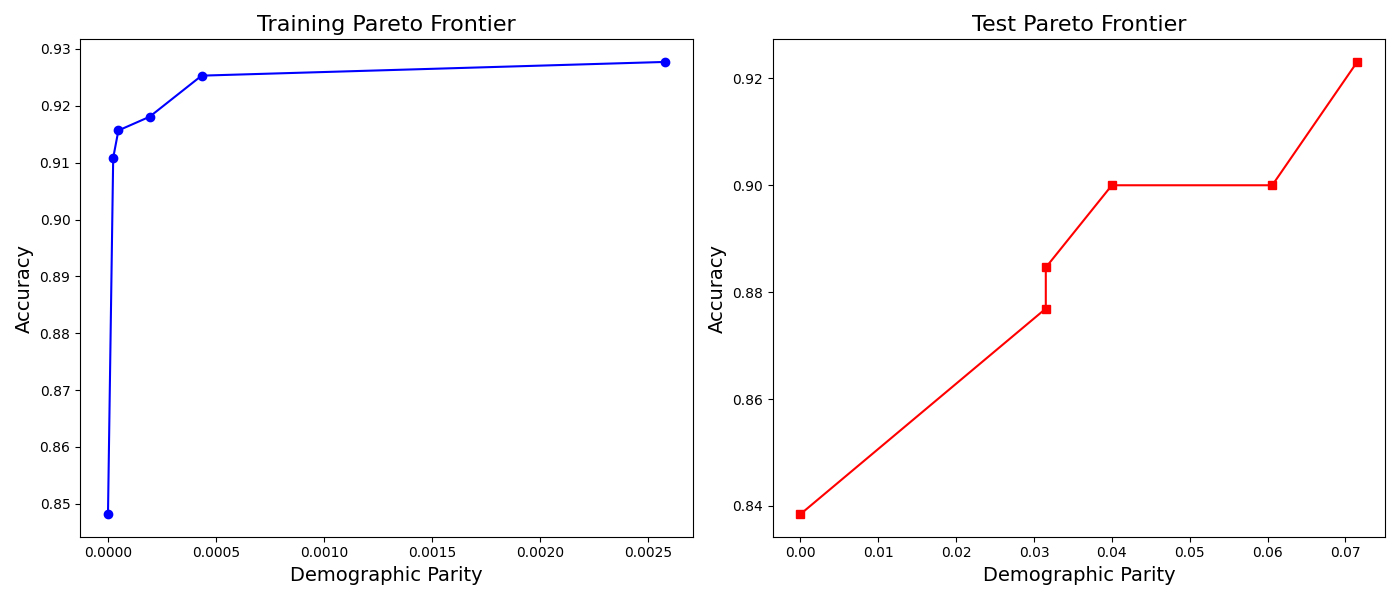 Training Pareto Frontier
Accuracy
0.93
0.92
0.91
0.90
0.89
0.88
0.87
0.86
0.85
0.0000 0.0005 0.0010 0.0015 0.0020 0.0025
Demographic Parity
Test Pareto Frontier
Accuracy
0.92
0.90
0.88
0.86
0.84
0.00 0.01 0.02 0.03 0.04 0.05 0.06 0.07
Demographic Parity